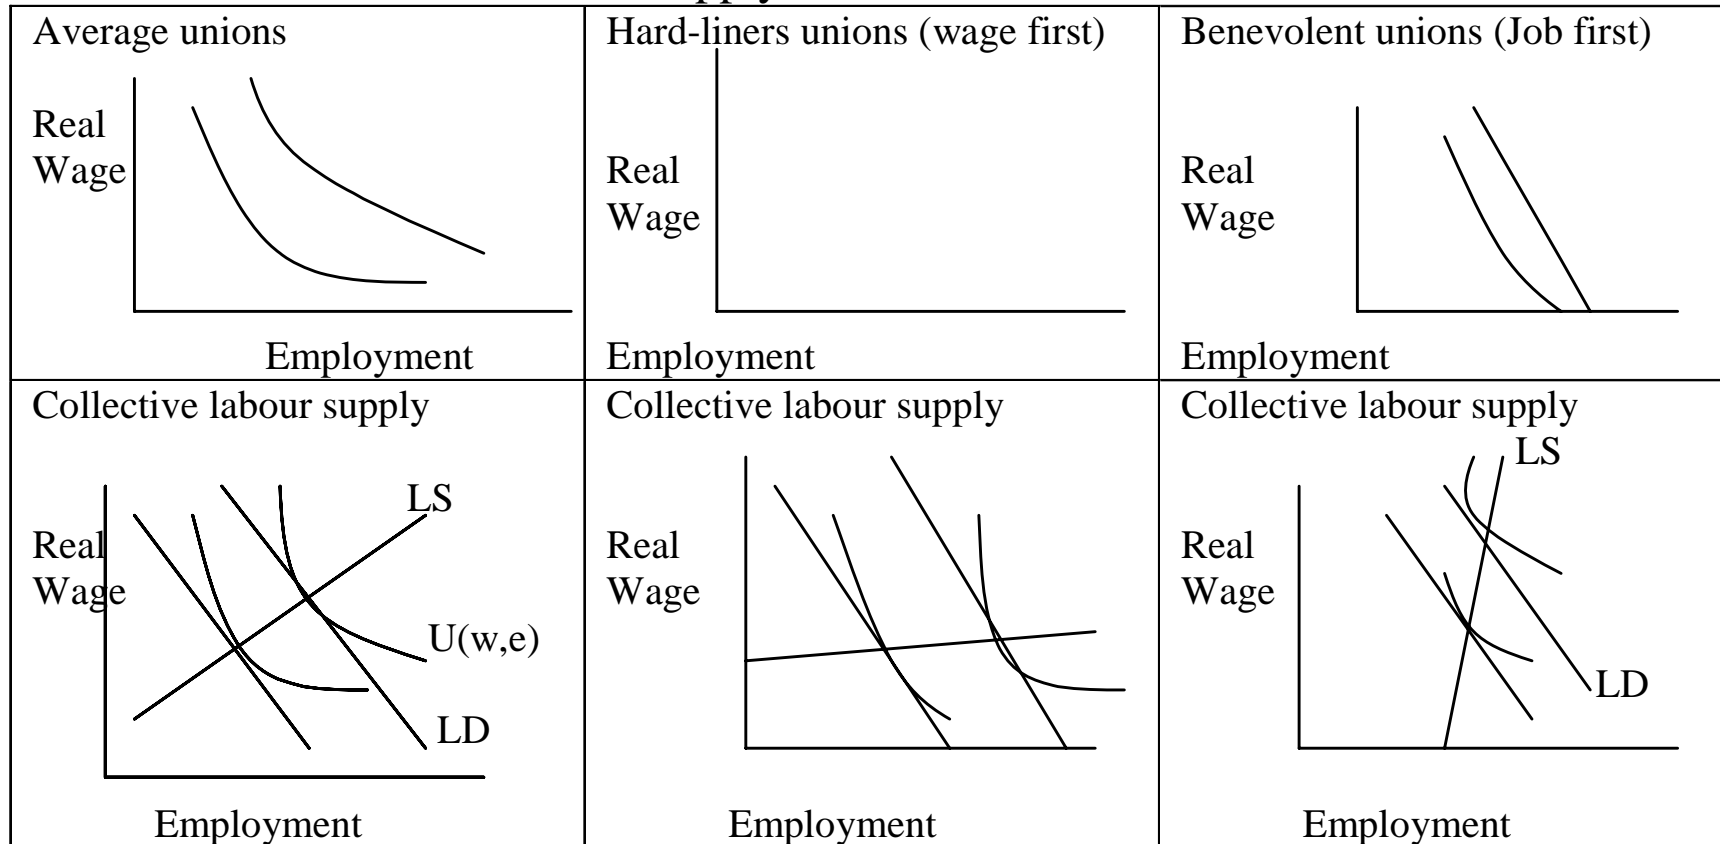 Average unions
Real
Wage
Employment
Hard-liners unions (wage first)
Real
Wage
Employment
Benevolent unions (Job first)
Real
Wage
Employment
Collective labour supply
LS
Real
Wage
U(w,e)
LD
Employment
Collective labour supply
Real
Wage
Employment
Collective labour supply
LS
Real
Wage
LD
Employment